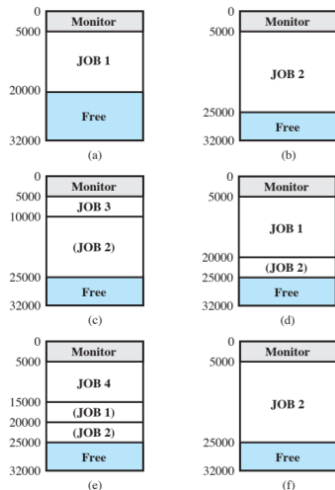 0
Monitor
5000
JOB 1
20000
Free
32000
(a)
0
Monitor
5000
JOB 2
25000
Free
32000
(b)
0
Monitor
5000
JOB 3
10000
(JOB 2)
25000
Free
32000
(c)
0
Monitor
5000
JOB 1
20000
(JOB 2)
25000
Free
32000
(d)
0
Monitor
5000
JOB 4
15000
(JOB 1)
20000
(JOB 2)
25000
Free
32000
(e)
0
Monitor
5000
JOB 2
25000
Free
32000
(f)